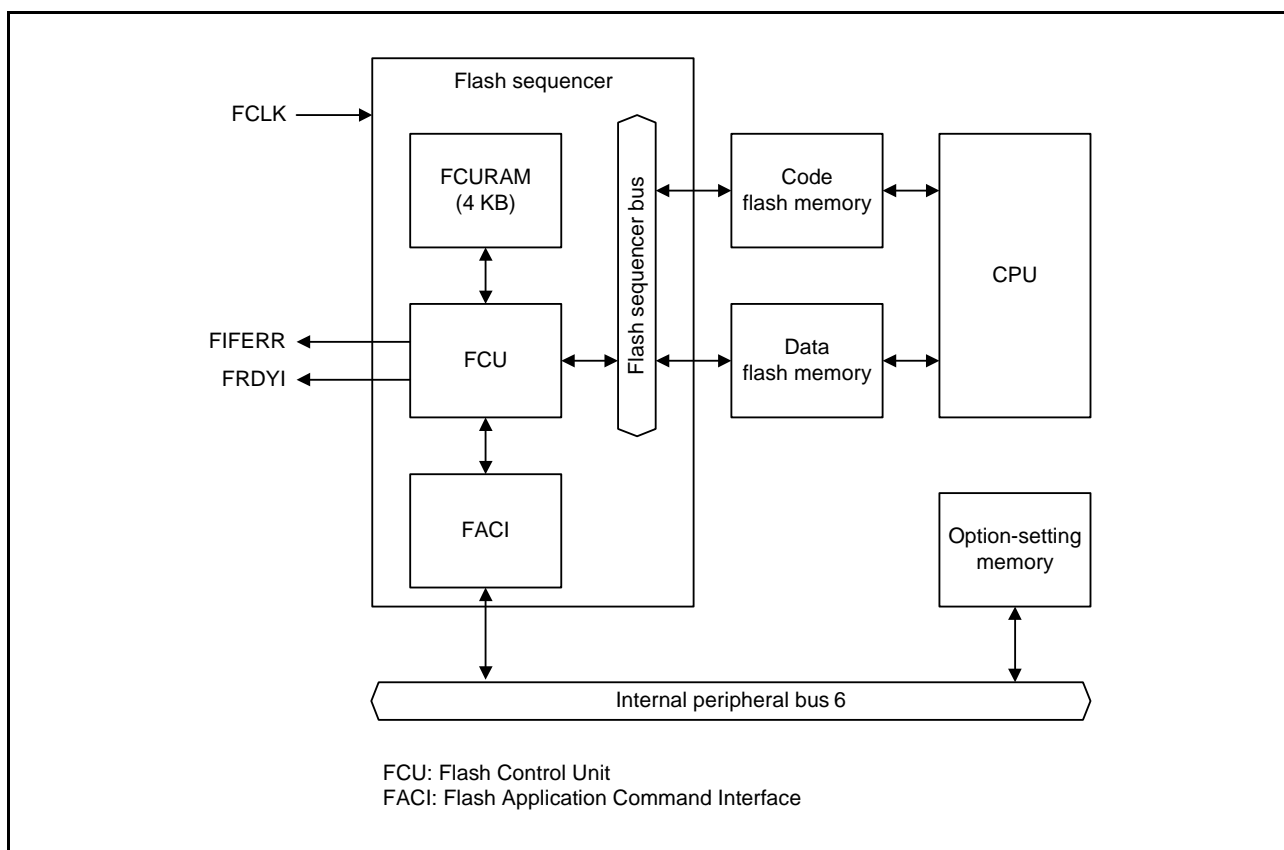 Flash sequencer
FCLK
FCURAM
(4 KB)
Flash sequencer bus
Code
flash memory
CPU
FIFERR
FRDYI
FCU
Data
flash memory
FACI
Option-setting
memory
Internal peripheral bus 6
FCU: Flash Control Unit
FACI: Flash Application Command Interface